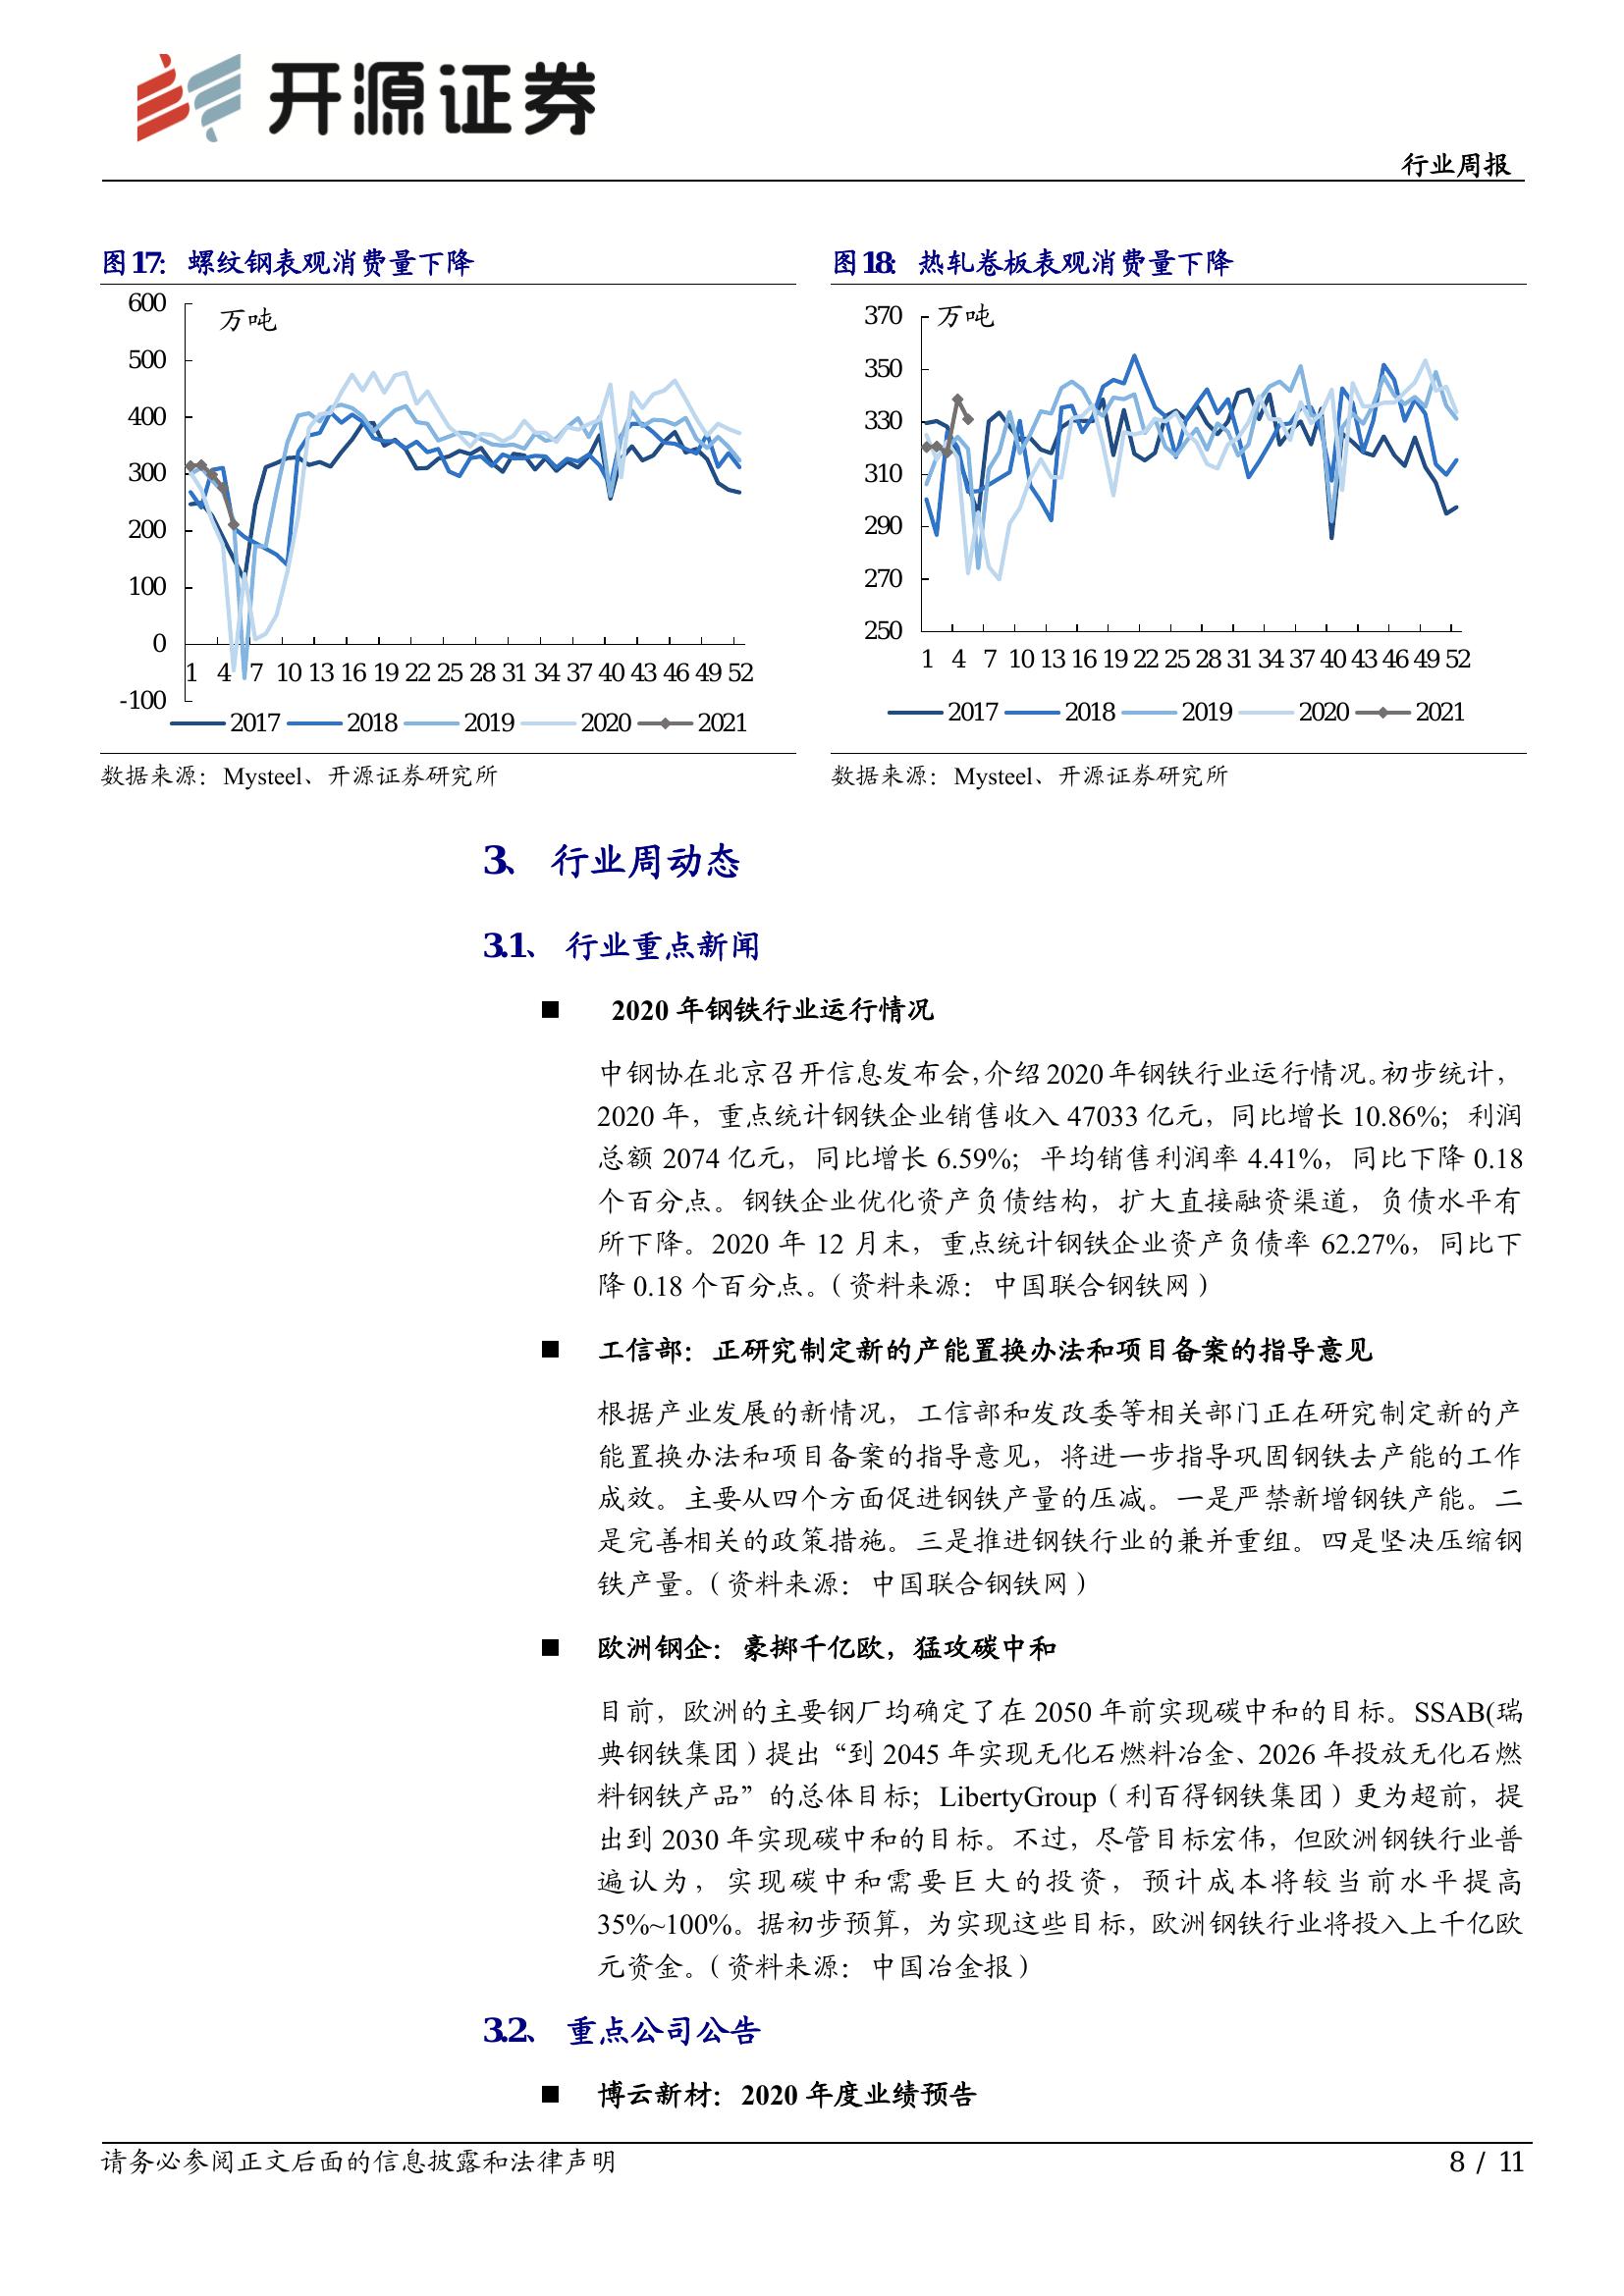 开源证券
行业周报
图17: 螺纹钢表观消费量下降
图18: 热轧卷板表观消费量下降
600
万吨
500
400
300
200
100
0
-100
1 4 7 10 13 16 19 22 25 28 31 34 37 40 43 46 49 52
2017 2018 2019 2020 2021
370
万吨
350
330
310
290
270
250
1 4 7 10 13 16 19 22 25 28 31 34 37 40 43 46 49 52
2017 2018 2019 2020 2021
数据来源：Mysteel、开源证券研究所
数据来源：Mysteel、开源证券研究所
3、 行业周动态
3.1、 行业重点新闻
■ 2020 年钢铁行业运行情况
中钢协在北京召开信息发布会，介绍 2020 年钢铁行业运行情况。初步统计，
2020 年，重点统计钢铁企业销售收入 47033 亿元，同比增长 10.86%；利润
总额 2074 亿元，同比增长 6.59%；平均销售利润率 4.41%，同比下降 0.18
个百分点。钢铁企业优化资产负债结构，扩大直接融资渠道，负债水平有
所下降。2020 年 12 月末，重点统计钢铁企业资产负债率 62.27%，同比下
降 0.18 个百分点。（资料来源：中国联合钢铁网）
■ 工信部：正研究制定新的产能置换办法和项目备案的指导意见
根据产业发展的新情况，工信部和发改委等相关部门正在研究制定新的产
能置换办法和项目备案的指导意见，将进一步指导巩固钢铁去产能的工作
成效。主要从四个方面促进钢铁产量的压减。一是严禁新增钢铁产能。二
是完善相关的政策措施。三是推进钢铁行业的兼并重组。四是坚决压缩钢
铁产量。（资料来源：中国联合钢铁网）
■ 欧洲钢企：豪掷千亿欧，猛攻碳中和
目前，欧洲的主要钢厂均确定了在 2050 年前实现碳中和的目标。SSAB(瑞
典钢铁集团）提出“到 2045 年实现无化石燃料冶金、2026 年投放无化石燃
料钢铁产品”的总体目标；LibertyGroup（利百得钢铁集团）更为超前，提
出到 2030 年实现碳中和的目标。不过，尽管目标宏伟，但欧洲钢铁行业普
遍认为，实现碳中和需要巨大的投资，预计成本将较当前水平提高
35%~100%。据初步预算，为实现这些目标，欧洲钢铁行业将投入上千亿欧
元资金。（资料来源：中国冶金报）
3.2、 重点公司公告
■ 博云新材：2020 年度业绩预告
请务必参阅正文后面的信息披露和法律声明
8 / 11